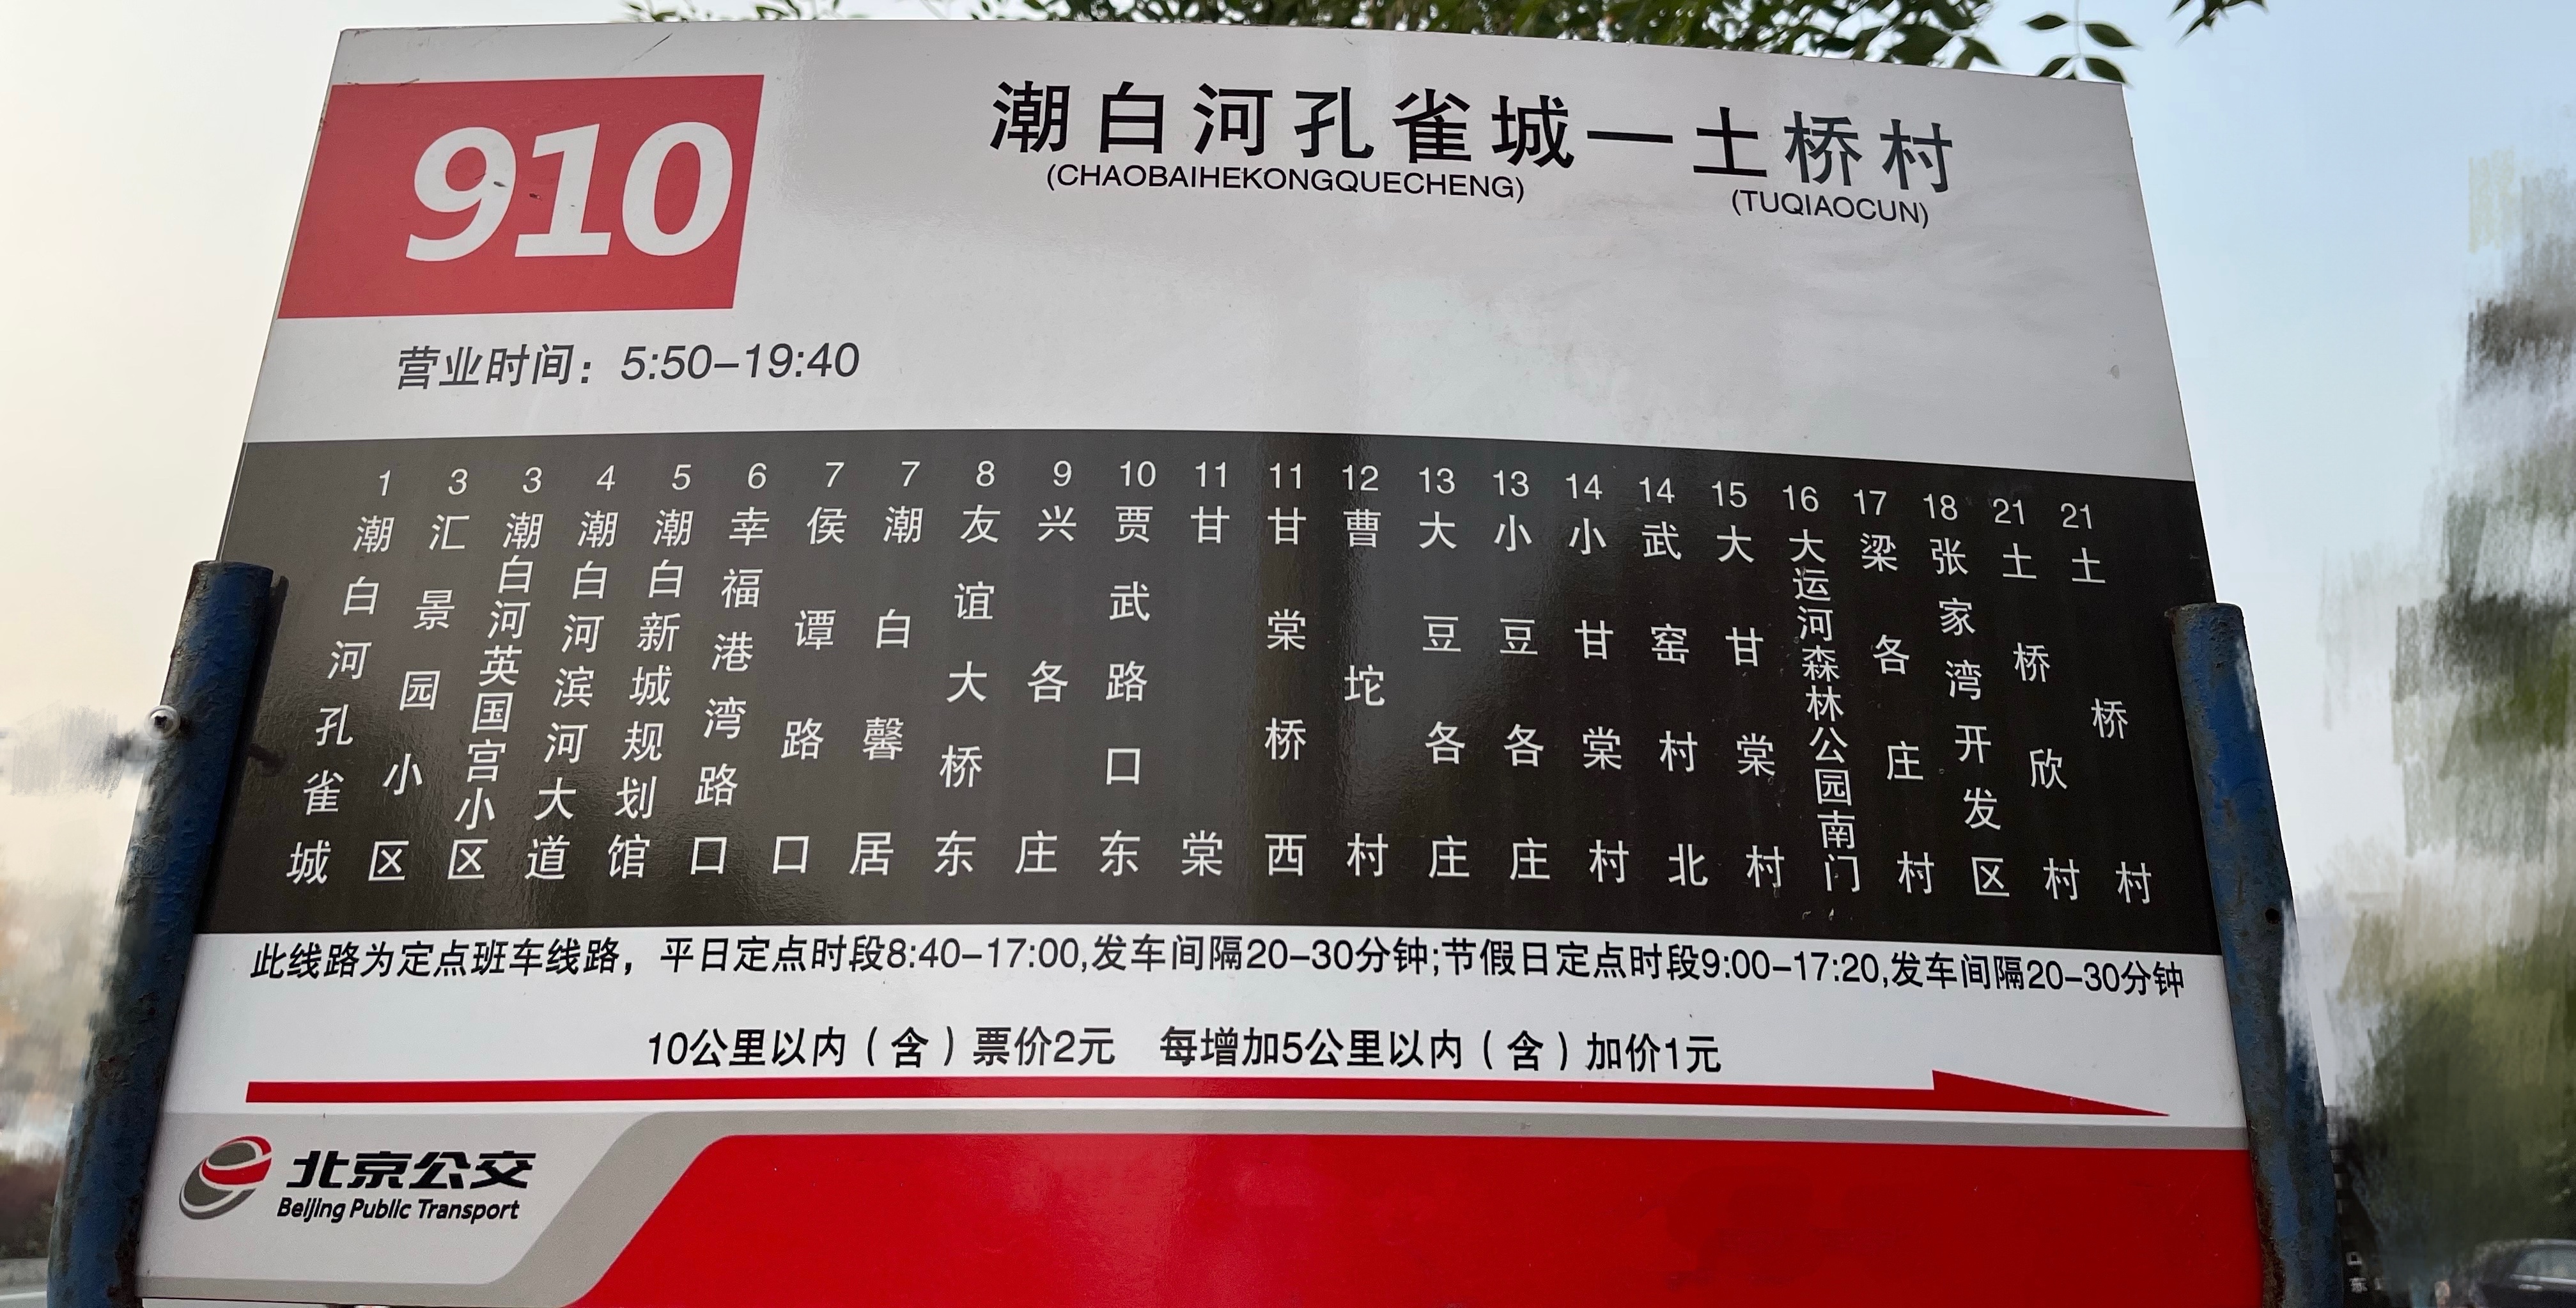 910
潮白河孔雀城—土桥村
(CHAOBAIHEKONGQUECHENG)
(TUQIAOCUN)
营业时间：5:50–19:40
1 潮白河孔雀城
3 汇景园小区
3 潮白河英国宫小区
4 潮白河滨河大道
5 潮白新城规划馆
6 幸福港湾路口
7 侯谭路口
7 潮白馨居
8 友谊大桥东
9 兴各庄
10 贾武路口东
11 甘棠
11 甘棠桥西
12 曹坨村
13 大豆各庄
13 小豆各庄
14 小甘棠村
14 武窑村北
15 大甘棠村
16 大运河森林公园南门
17 梁各庄村
18 张家湾开发区
21 土桥欣村
21 土桥村
此线路为定点班车线路，平日定点时段8:40–17:00,发车间隔20–30分钟;节假日定点时段9:00–17:20,发车间隔20–30分钟
10公里以内（含）票价2元 每增加5公里以内（含）加价1元
北京公交
Beijing Public Transport